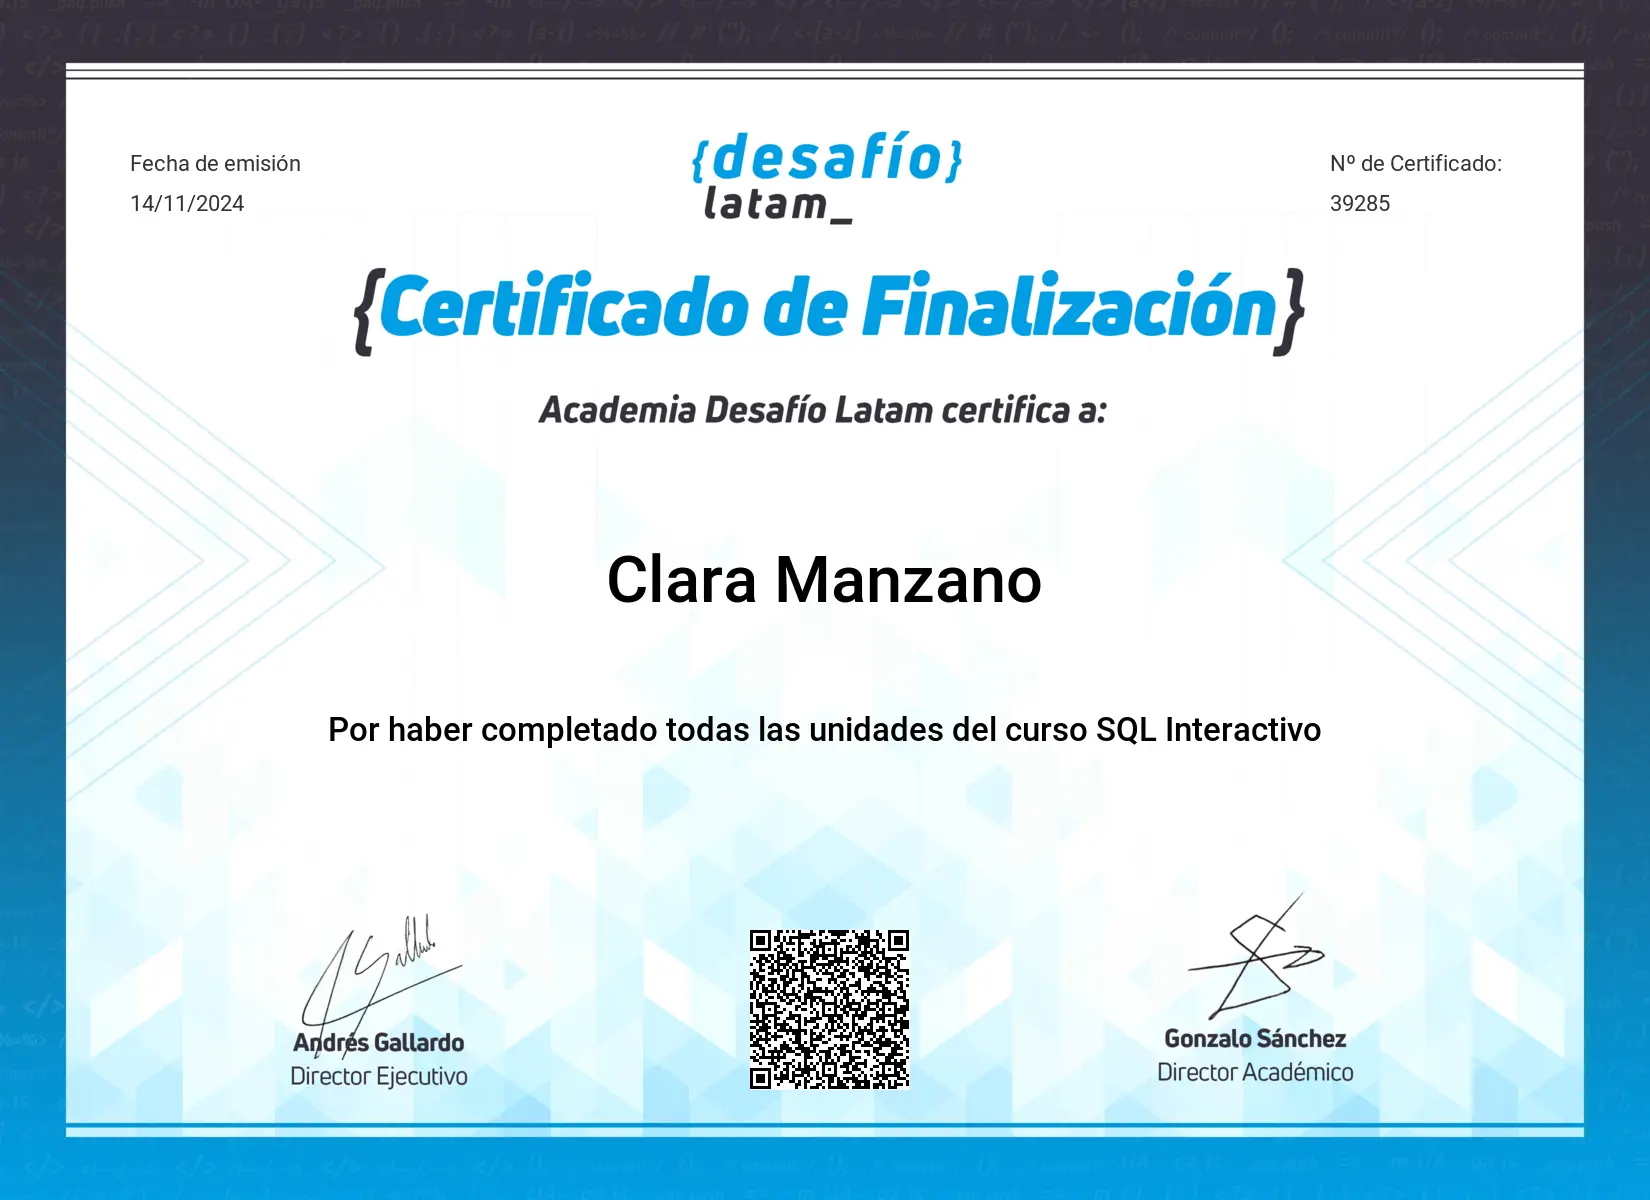 Fecha de emisión
14/11/2024
{desafío}
latam_
Nº de Certificado:
39285
{Certificado de Finalización}
Academia Desafío Latam certifica a:
Clara Manzano
Por haber completado todas las unidades del curso SQL Interactivo
Andrés Gallardo
Director Ejecutivo
Gonzalo Sánchez
Director Académico